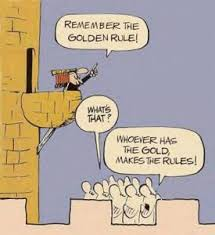 REMEMBER THE
GOLDEN RULE!
WHAT'S
THAT?
WHOEVER HAS
THE GOLD,
MAKES THE RULES!